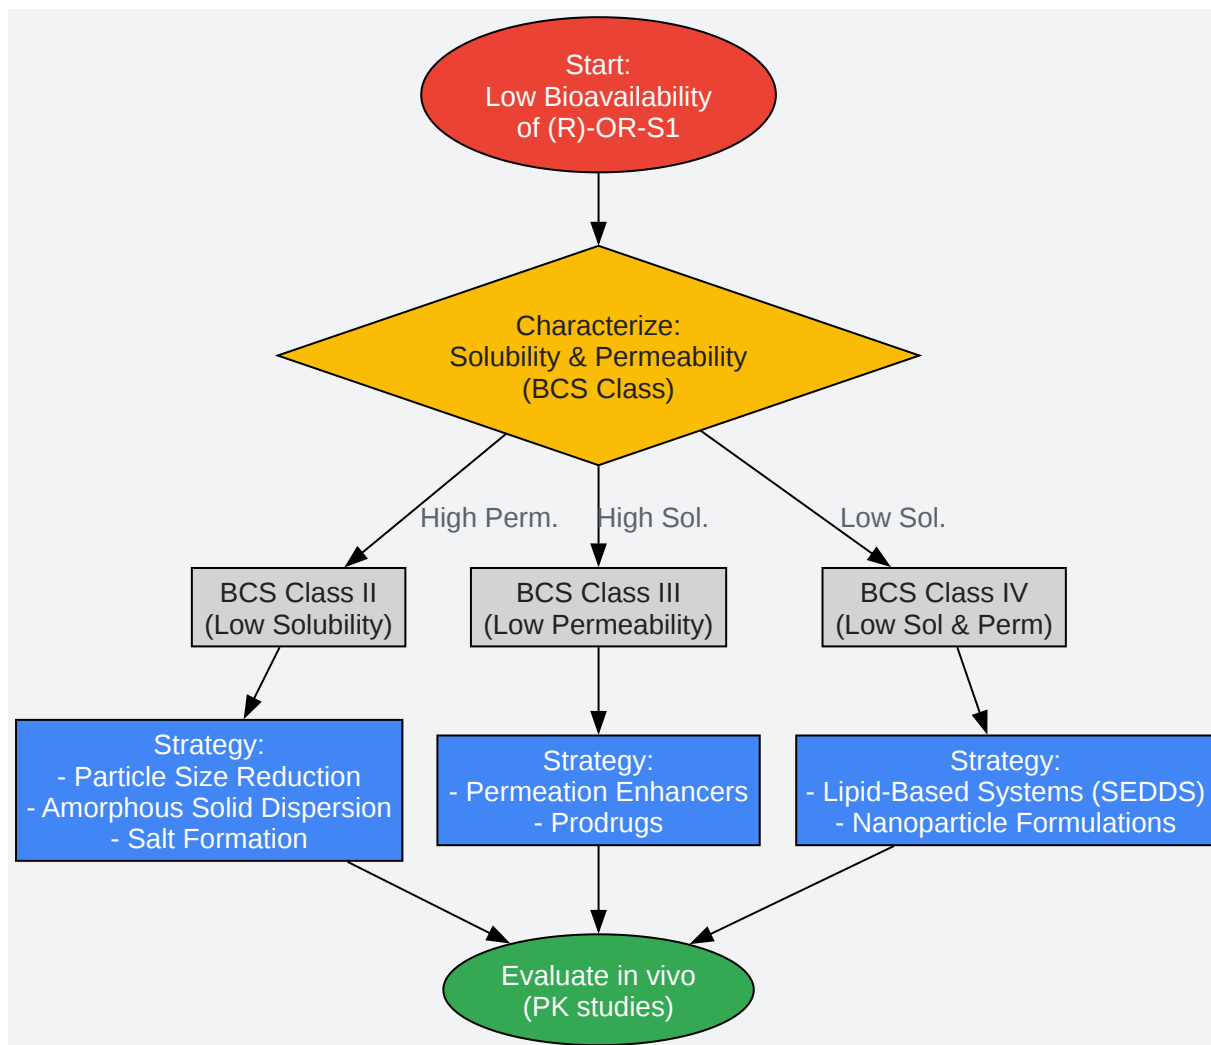 Start:
Low Bioavailability
of (R)-OR-S1
Characterize:
Solubility & Permeability
(BCS Class)
High Perm.
High Sol.
Low Sol.
BCS Class II
(Low Solubility)
BCS Class III
(Low Permeability)
BCS Class IV
(Low Sol & Perm)
Strategy:
- Particle Size Reduction
- Amorphous Solid Dispersion
- Salt Formation
Strategy:
- Permeation Enhancers
- Prodrugs
Strategy:
- Lipid-Based Systems (SEDDS)
- Nanoparticle Formulations
Evaluate in vivo
(PK studies)